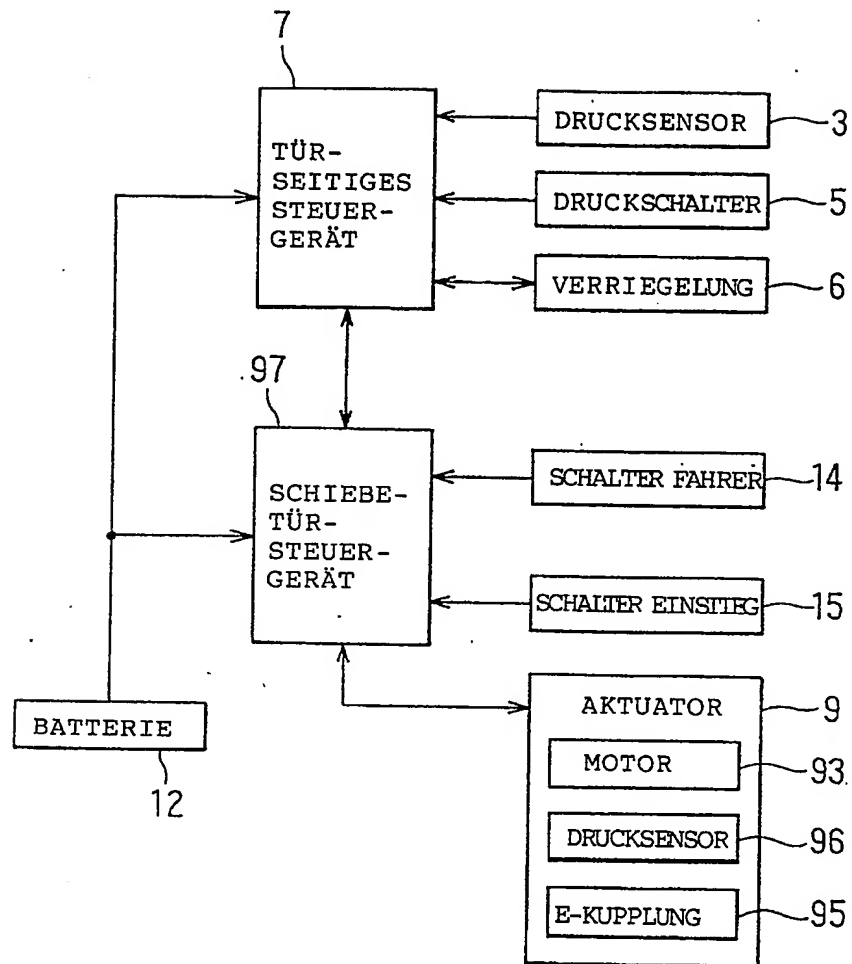 7
TÜR-
SEITIGES
STEUER-
GERÄT
DRUCKSENSOR 3
DRUCKSCHALTER 5
VERRIEGELUNG 6
97
SCHIEBE-
TÜR-
STEUER-
GERÄT
SCHALTER FAHRER 14
SCHALTER EINSTIEG 15
BATTERIE
12
AKTUATOR 9
MOTOR 93
DRUCKSENSOR 96
E-KUPPLUNG 95